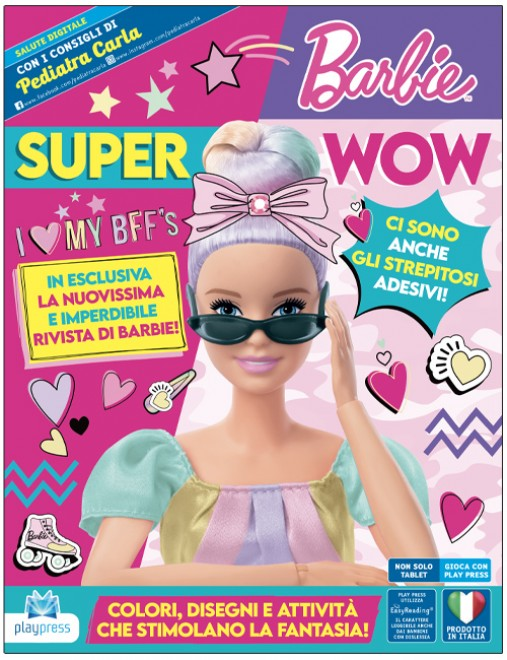 SALUTE DIGITALE
CON I CONSIGLI DI
Pediatra Carla
www.facebook.com/pediatracarla www.instagram.com/pediatracarla
Barbie™
SUPER WOW
I MY BFF'S
IN ESCLUSIVA
LA NUOVISSIMA
E IMPERDIBILE
RIVISTA DI BARBIE!
CI SONO
ANCHE
GLI STREPITOSI
ADESIVI!
Barbie
NON SOLO
TABLET
GIOCA CON
PLAY PRESS
playpress
COLORI, DISEGNI E ATTIVITÀ
CHE STIMOLANO LA FANTASIA!
PLAY PRESS
UTILIZZA
EasyReading®
IL CARATTERE
LEGGIBILE ANCHE
DAI BAMBINI
CON DISLESSIA
PRODOTTO
IN ITALIA